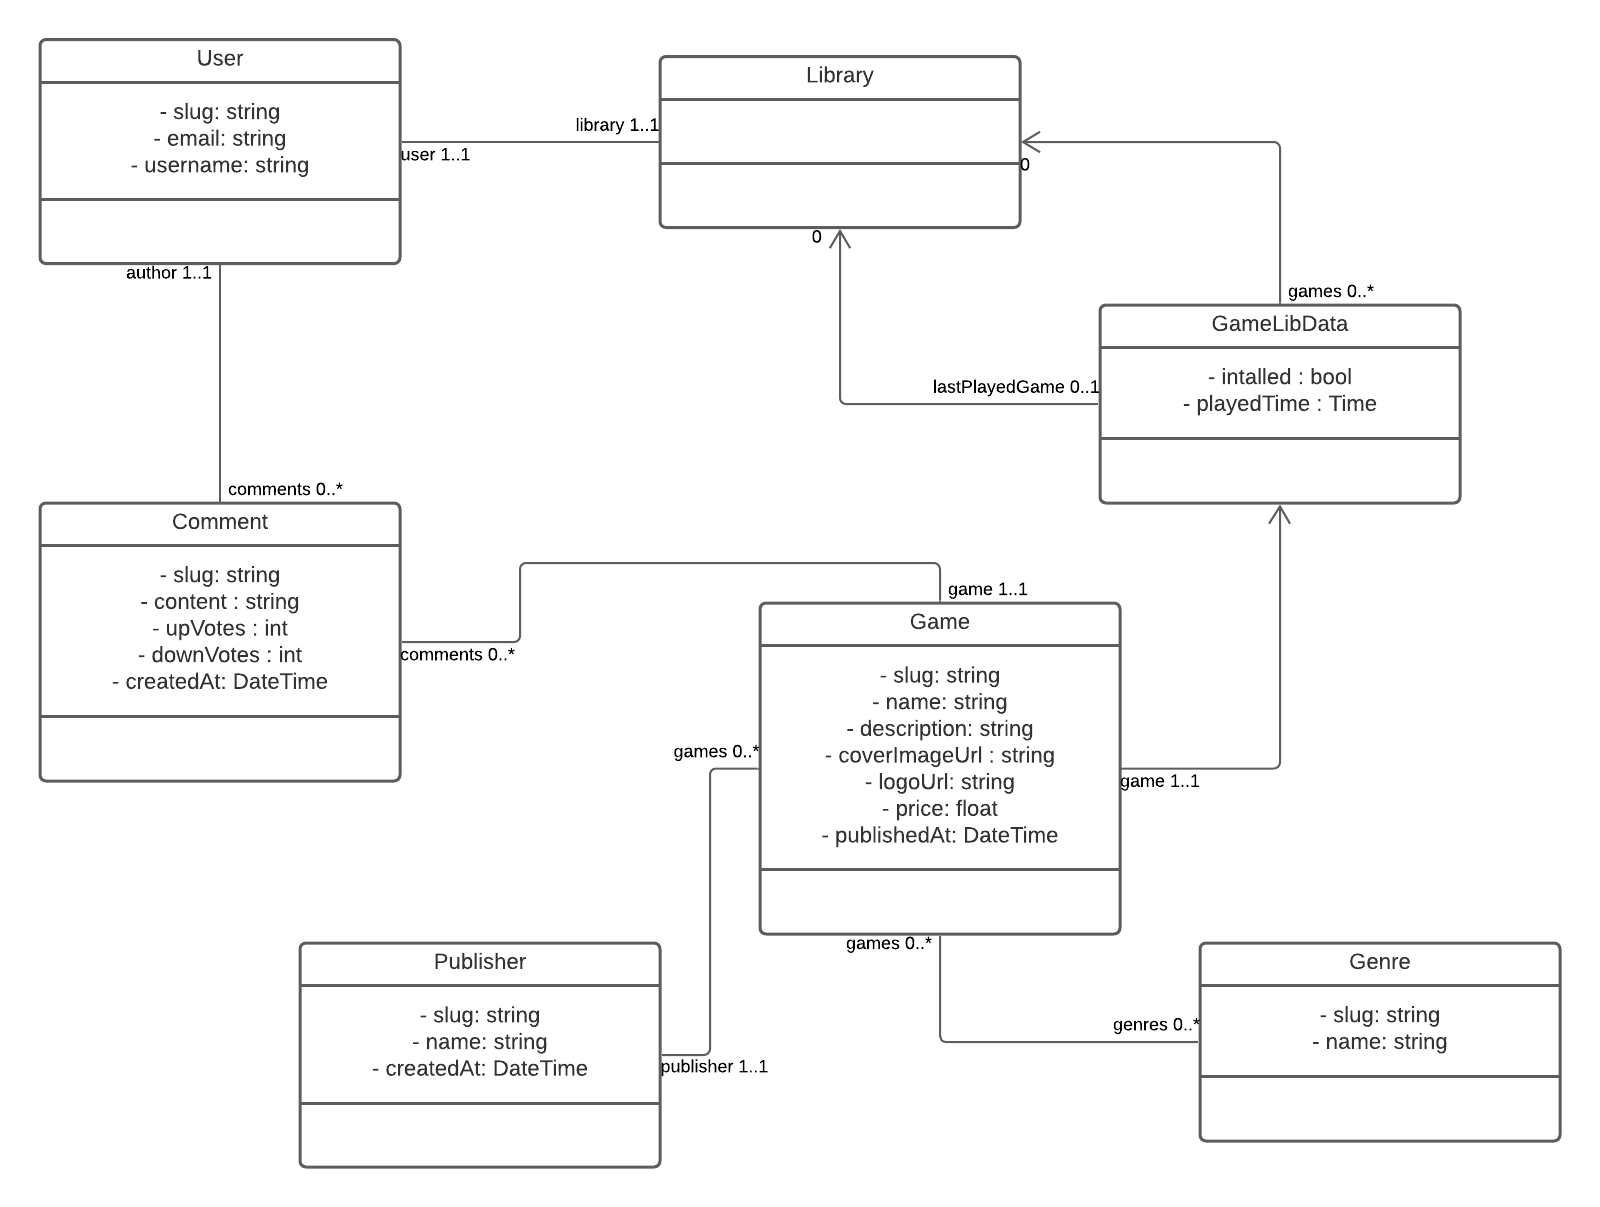 User
- slug: string
- email: string
- username: string
user 1..1
library 1..1
Library
0
0
author 1..1
games 0..*
GameLibData
- intalled : bool
- playedTime : Time
lastPlayedGame 0..1
comments 0..*
Comment
- slug: string
- content : string
- upVotes : int
- downVotes : int
- createdAt: DateTime
comments 0..*
game 1..1
Game
- slug: string
- name: string
- description: string
- coverImageUrl : string
- logoUrl: string
- price: float
- publishedAt: DateTime
games 0..*
game 1..1
games 0..*
Publisher
- slug: string
- name: string
- createdAt: DateTime
publisher 1..1
genres 0..*
Genre
- slug: string
- name: string